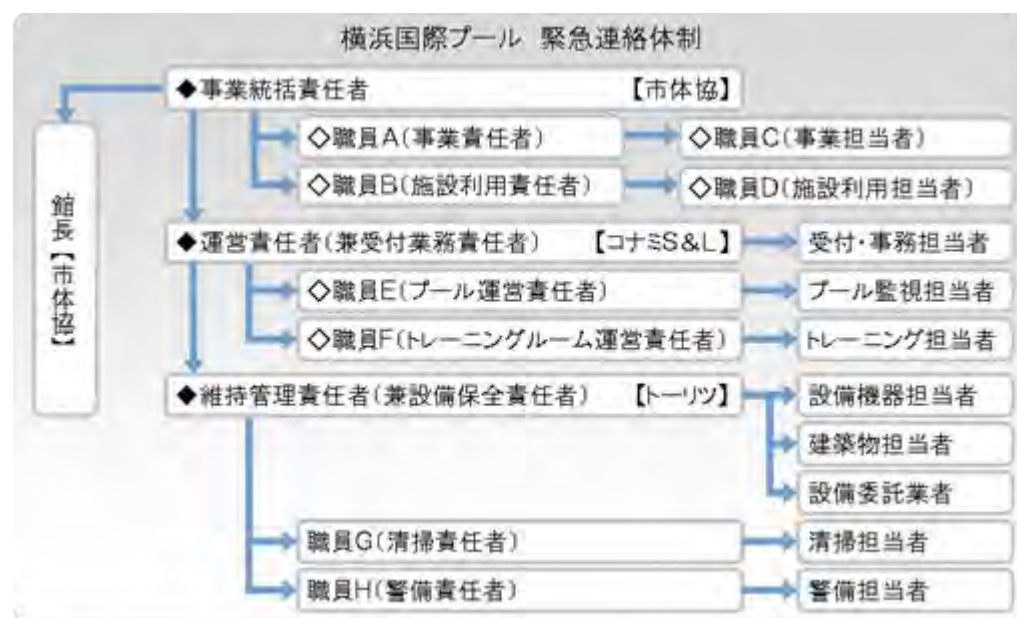 横浜国際プール 緊急連絡体制
◆事業統括責任者 【市体協】
◇職員A(事業責任者)
◇職員C(事業担当者)
◇職員B(施設利用責任者)
◇職員D(施設利用担当者)
館長【市体協】
◆運営責任者(兼受付業務責任者) 【コナミS&L】
受付・事務担当者
◇職員E(プール運営責任者)
プール監視担当者
◇職員F(トレーニングルーム運営責任者)
トレーニング担当者
◆維持管理責任者(兼設備保全責任者) 【トーリツ】
設備機器担当者
建築物担当者
設備委託業者
職員G(清掃責任者)
清掃担当者
職員H(警備責任者)
警備担当者